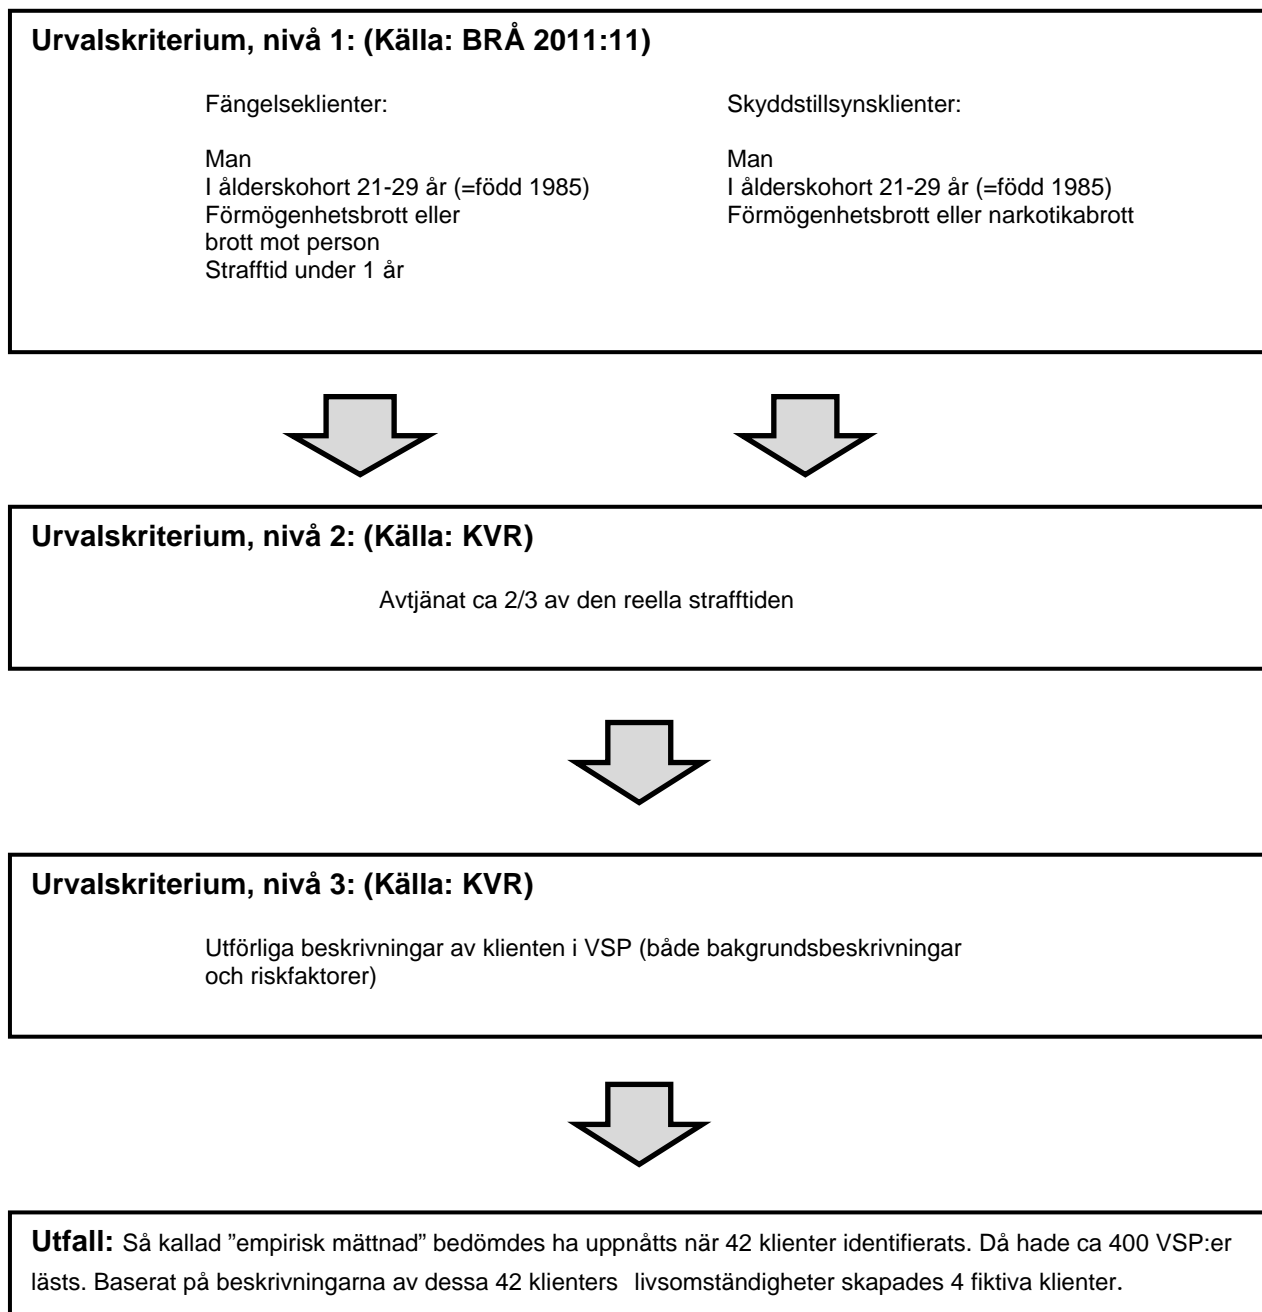 Urvalskriterium, nivå 1: (Källa: BRÅ 2011:11)
Fängelseklienter:
Man
I ålderskohort 21-29 år (=född 1985)
Förmögenhetsbrott eller
brott mot person
Strafftid under 1 år
Skyddstillsynsklienter:
Man
I ålderskohort 21-29 år (=född 1985)
Förmögenhetsbrott eller narkotikabrott
Urvalskriterium, nivå 2: (Källa: KVR)
Avtjänat ca 2/3 av den reella strafftiden
Urvalskriterium, nivå 3: (Källa: KVR)
Utförliga beskrivningar av klienten i VSP (både bakgrundsbeskrivningar
och riskfaktorer)
Utfall: Så kallad ”empirisk mättnad” bedömdes ha uppnåtts när 42 klienter identifierats. Då hade ca 400 VSP:er
lästs. Baserat på beskrivningarna av dessa 42 klienters livsomständigheter skapades 4 fiktiva klienter.